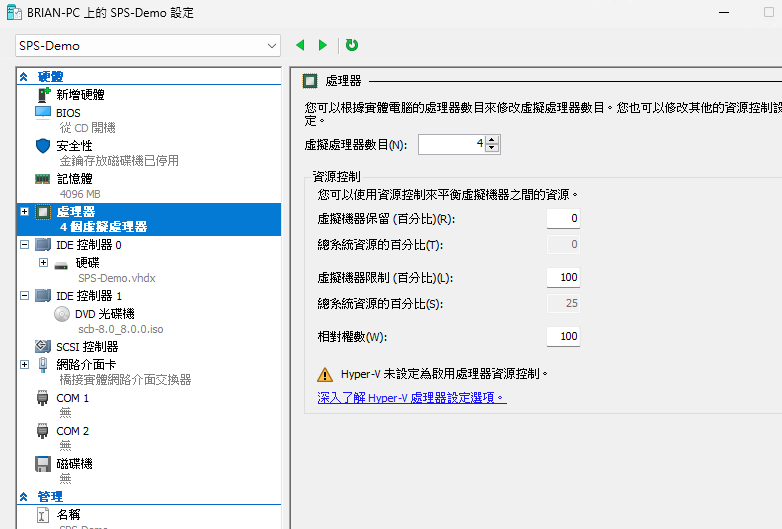 BRIAN-PC 上的 SPS-Demo 設定
SPS-Demo
硬體
新增硬體
BIOS
從 CD 開機
安全性
金鑰存放磁碟機已停用
記憶體
4096 MB
處理器
4 個虛擬處理器
IDE 控制器 0
硬碟
SPS-Demo.vhdx
IDE 控制器 1
DVD 光碟機
scb-8.0_8.0.0.iso
SCSI 控制器
網路介面卡
橋接實體網路介面交換器
COM 1
無
COM 2
無
磁碟機
無
管理
名稱
SPS-Demo
處理器
您可以根據實體電腦的處理器數目來修改虛擬處理器數目。您也可以修改其他的資源控制設
定。
虛擬處理器數目(N): 4
資源控制
您可以使用資源控制來平衡虛擬機器之間的資源。
虛擬機器保留 (百分比)(R): 0
總系統資源的百分比(T): 0
虛擬機器限制 (百分比)(L): 100
總系統資源的百分比(S): 25
相對權數(W): 100
Hyper-V 未設定為啟用處理器資源控制。
深入了解 Hyper-V 處理器設定選項。